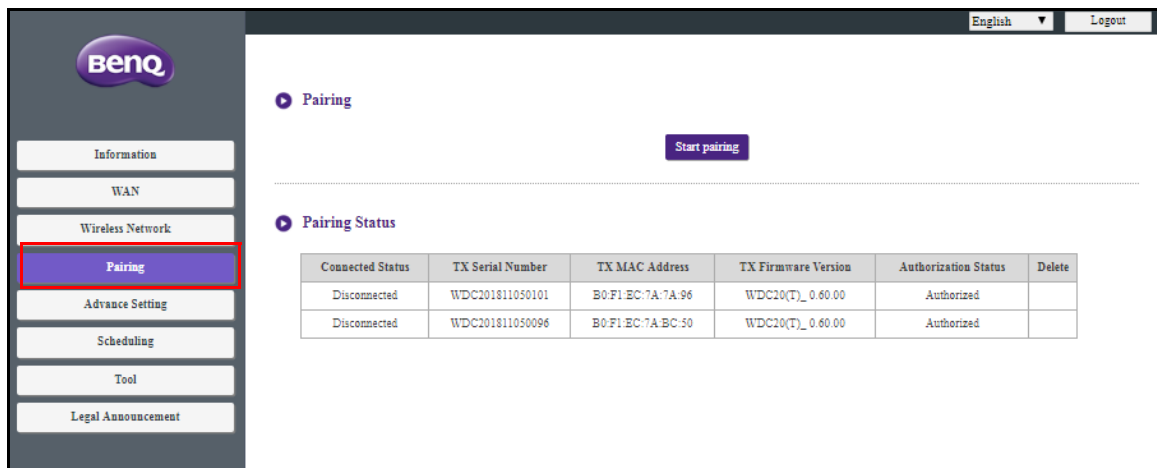 English ▼ Logout
BenQ
Information
WAN
Wireless Network
Pairing
Advance Setting
Scheduling
Tool
Legal Announcement
Pairing
Start pairing
Pairing Status
Connected Status TX Serial Number TX MAC Address TX Firmware Version Authorization Status Delete
Disconnected WDC201811050101 B0:F1:EC:7A:7A:96 WDC20(T)_ 0.60.00 Authorized
Disconnected WDC201811050096 B0:F1:EC:7A:BC:50 WDC20(T)_ 0.60.00 Authorized